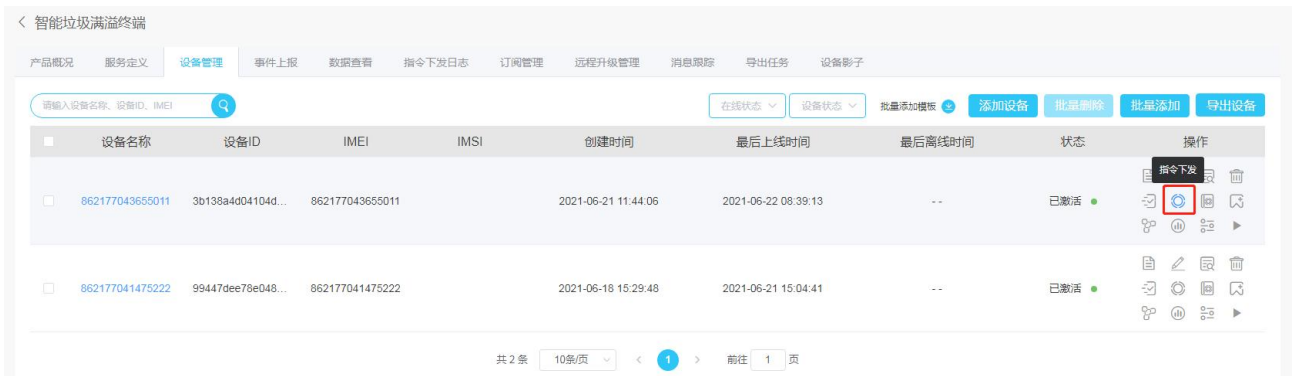 智能垃圾满溢终端
产品概况 服务定义 设备管理 事件上报 数据查看 指令下发日志 订阅管理 远程升级管理 消息跟踪 导出任务 设备影子
请输入设备名称、设备ID、IMEI 在线状态 设备状态 批量添加模板 添加设备 批量删除 批量添加 导出设备
设备名称 设备ID IMEI IMSI 创建时间 最后上线时间 最后离线时间 状态 操作
指令下发
862177043655011 3b138a4d04104d... 862177043655011 2021-06-21 11:44:06 2021-06-22 08:39:13 -- 已激活
862177041475222 99447dee78e048... 862177041475222 2021-06-18 15:29:48 2021-06-21 15:04:41 -- 已激活
共 2 条 10条/页 < 1 > 前往 1 页